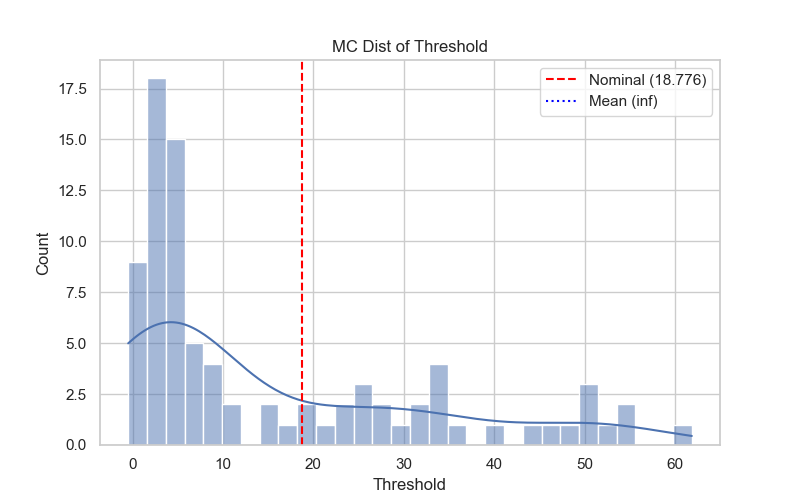 MC Dist of Threshold
Nominal (18.776)
Mean (inf)
17.5
15.0
12.5
10.0
7.5
5.0
2.5
0.0
Count
0 10 20 30 40 50 60
Threshold